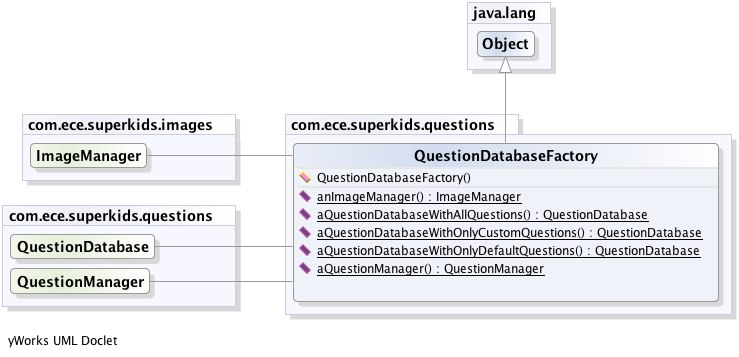 java.lang
Object
com.ece.superkids.images
ImageManager
com.ece.superkids.questions
QuestionDatabase
QuestionManager
com.ece.superkids.questions
QuestionDatabaseFactory
QuestionDatabaseFactory()
anImageManager() : ImageManager
aQuestionDatabaseWithAllQuestions() : QuestionDatabase
aQuestionDatabaseWithOnlyCustomQuestions() : QuestionDatabase
aQuestionDatabaseWithOnlyDefaultQuestions() : QuestionDatabase
aQuestionManager() : QuestionManager
yWorks UML Doclet